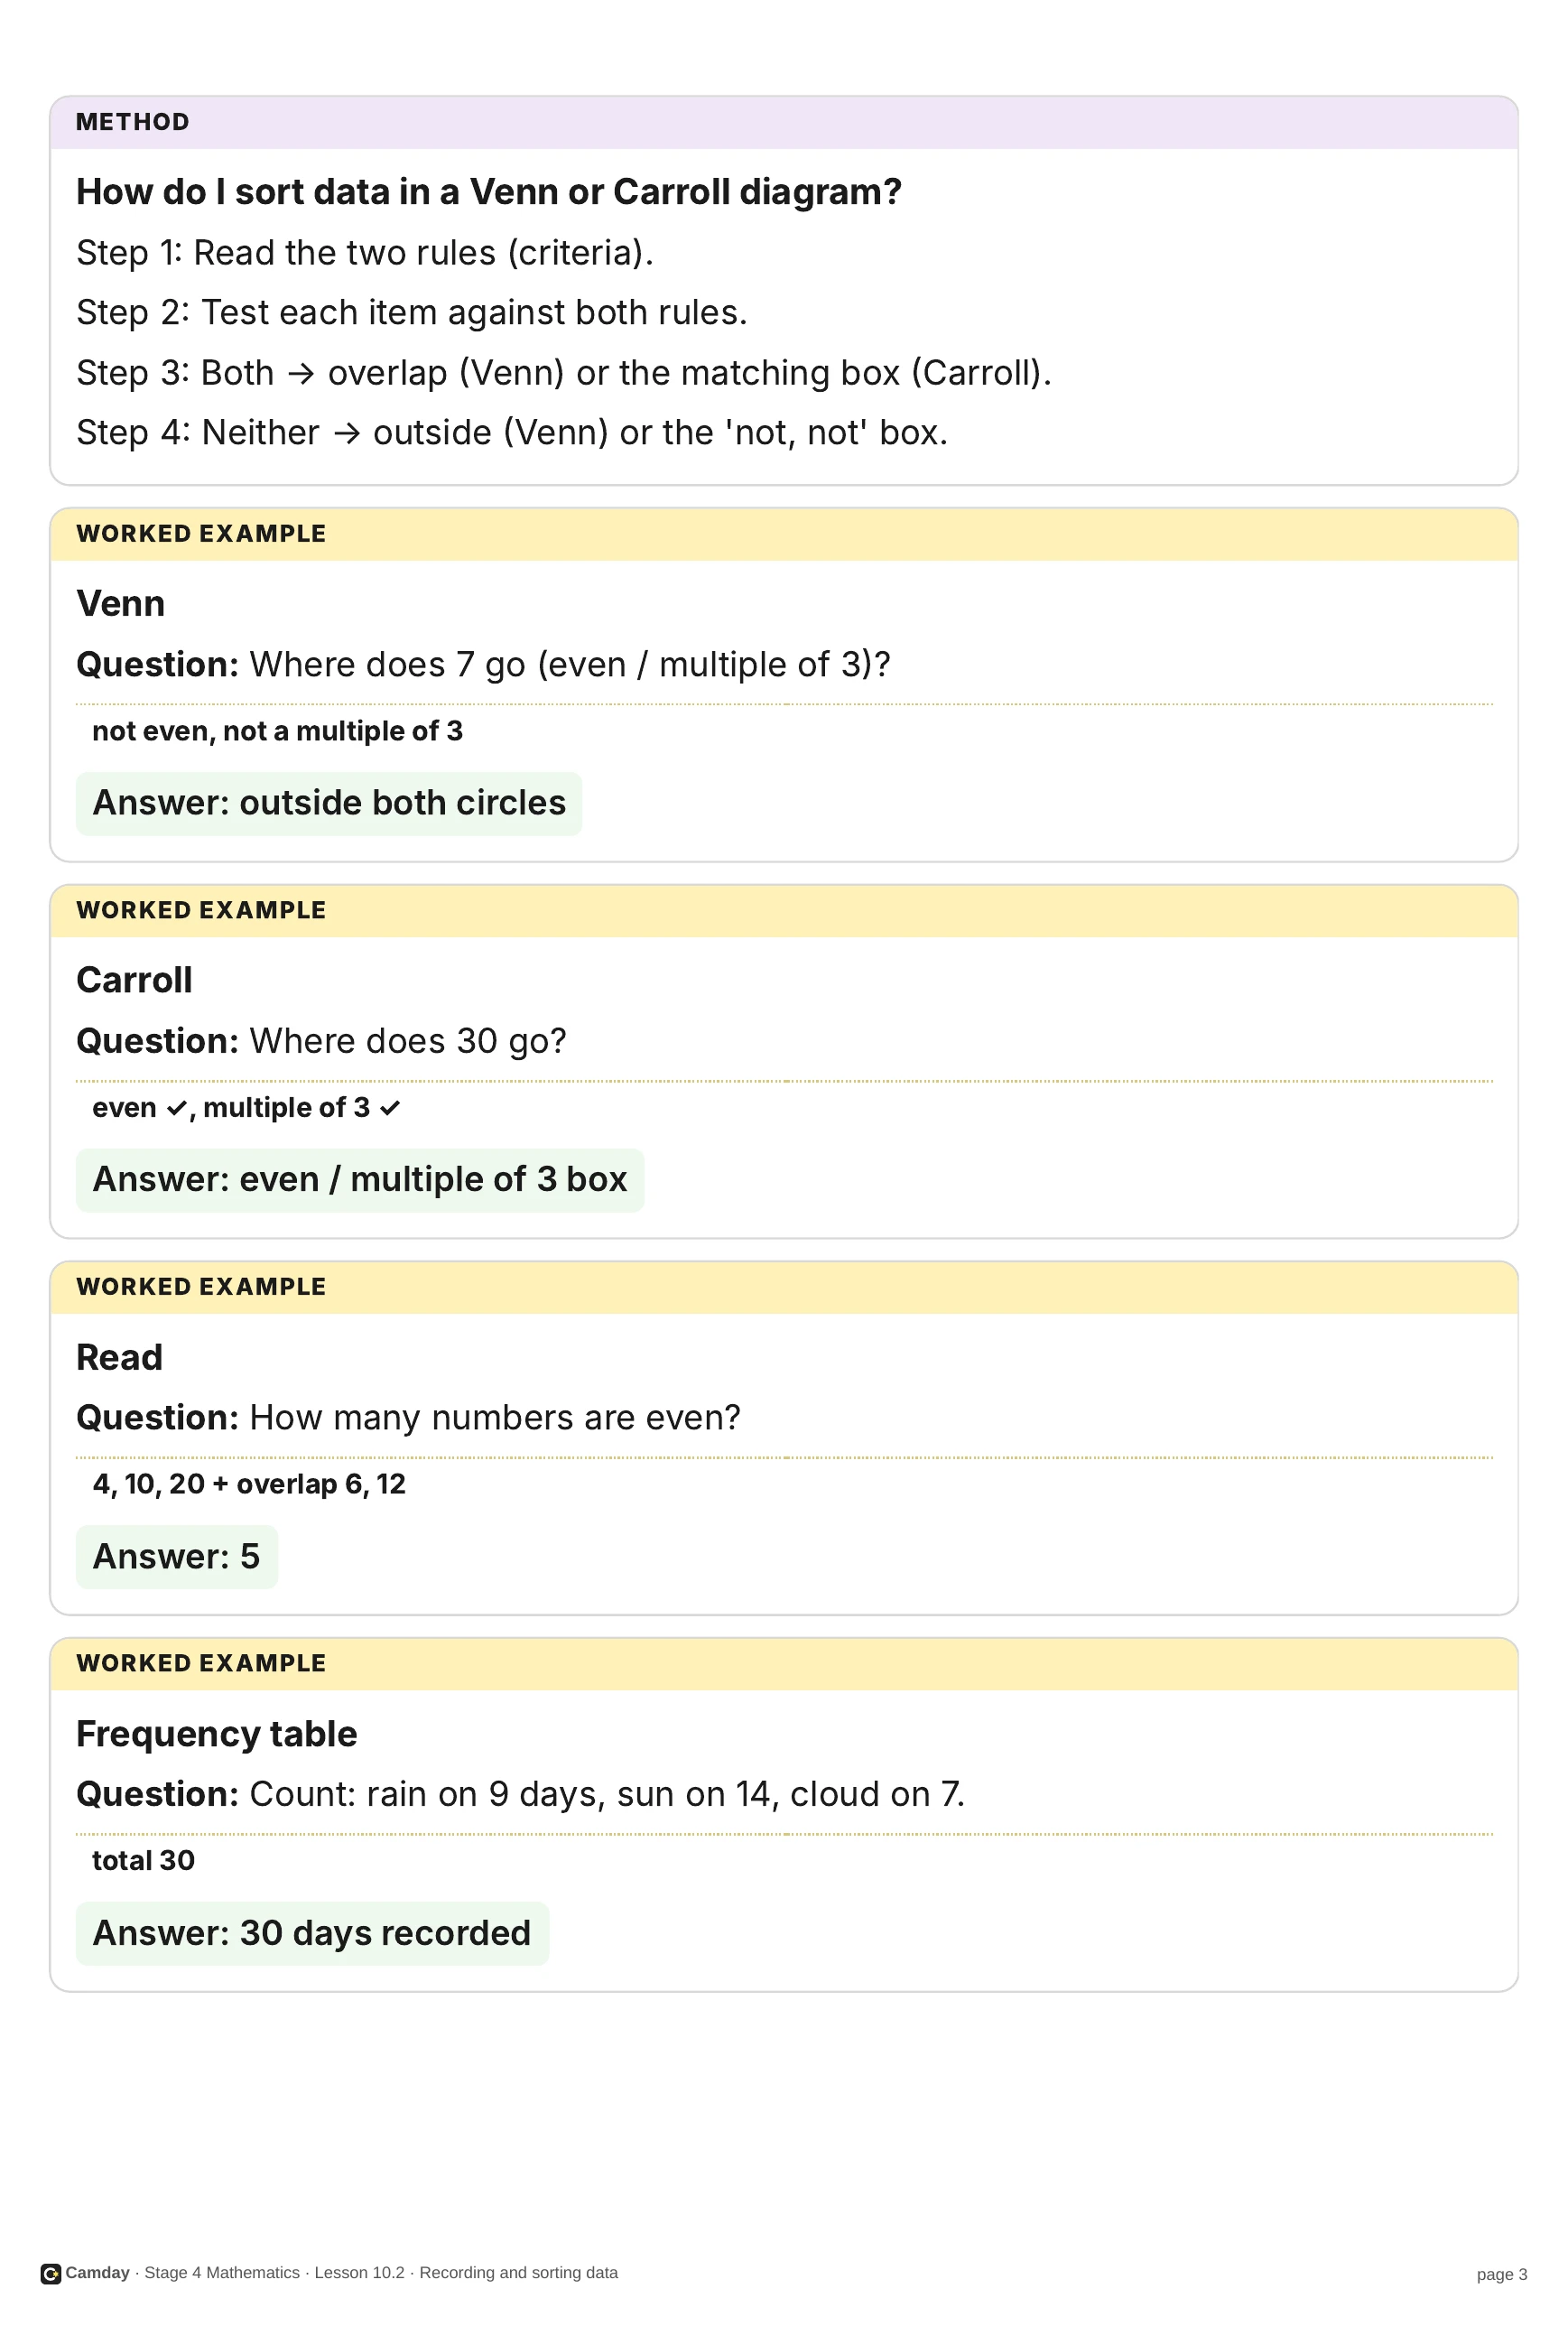 METHOD
How do I sort data in a Venn or Carroll diagram?
Step 1: Read the two rules (criteria).
Step 2: Test each item against both rules.
Step 3: Both → overlap (Venn) or the matching box (Carroll).
Step 4: Neither → outside (Venn) or the 'not, not' box.
WORKED EXAMPLE
Venn
Question: Where does 7 go (even / multiple of 3)?
not even, not a multiple of 3
Answer: outside both circles
WORKED EXAMPLE
Carroll
Question: Where does 30 go?
even ✓, multiple of 3 ✓
Answer: even / multiple of 3 box
WORKED EXAMPLE
Read
Question: How many numbers are even?
4, 10, 20 + overlap 6, 12
Answer: 5
WORKED EXAMPLE
Frequency table
Question: Count: rain on 9 days, sun on 14, cloud on 7.
total 30
Answer: 30 days recorded
Camday · Stage 4 Mathematics · Lesson 10.2 · Recording and sorting data
page 3